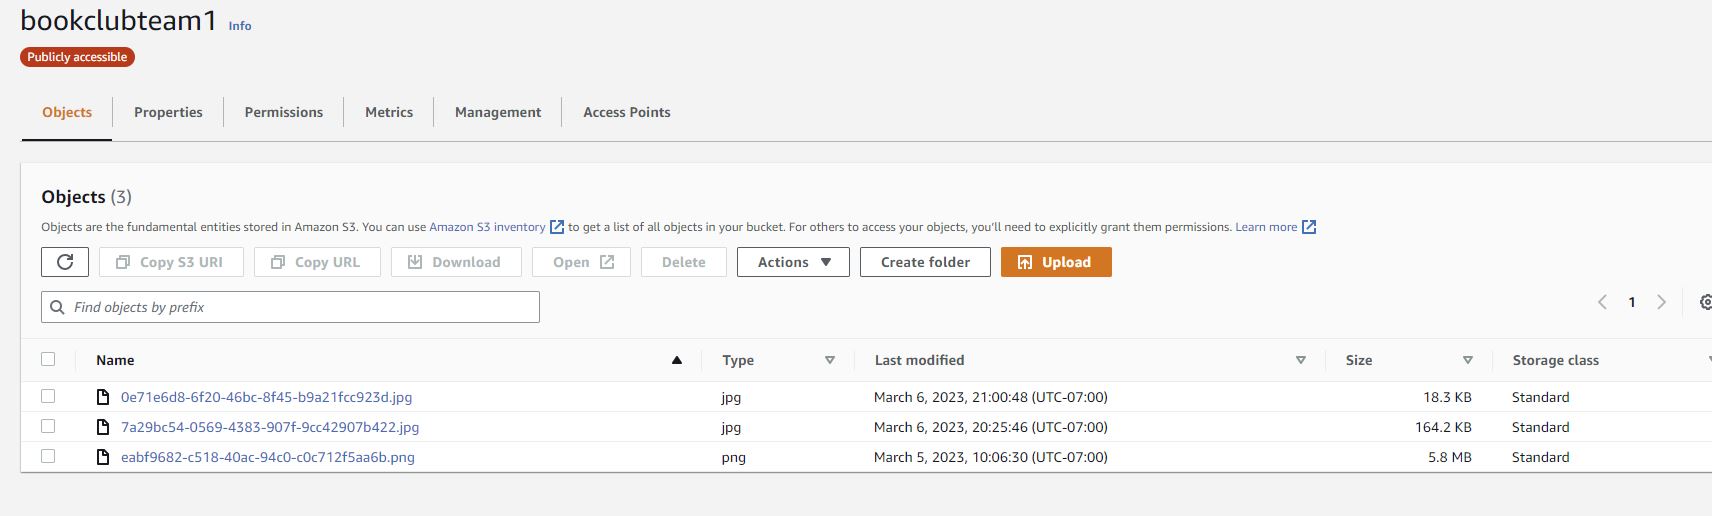 bookclubteam1 Info
Publicly accessible
Objects Properties Permissions Metrics Management Access Points
Objects (3)
Objects are the fundamental entities stored in Amazon S3. You can use Amazon S3 inventory to get a list of all objects in your bucket. For others to access your objects, you'll need to explicitly grant them permissions. Learn more
Copy S3 URI Copy URL Download Open Delete Actions Create folder Upload
Find objects by prefix 1
Name Type Last modified Size Storage class
0e71e6d8-6f20-46bc-8f45-b9a21fcc923d.jpg jpg March 6, 2023, 21:00:48 (UTC-07:00) 18.3 KB Standard
7a29bc54-0569-4383-907f-9cc42907b422.jpg jpg March 6, 2023, 20:25:46 (UTC-07:00) 164.2 KB Standard
eabf9682-c518-40ac-94c0-c0c712f5aa6b.png png March 5, 2023, 10:06:30 (UTC-07:00) 5.8 MB Standard